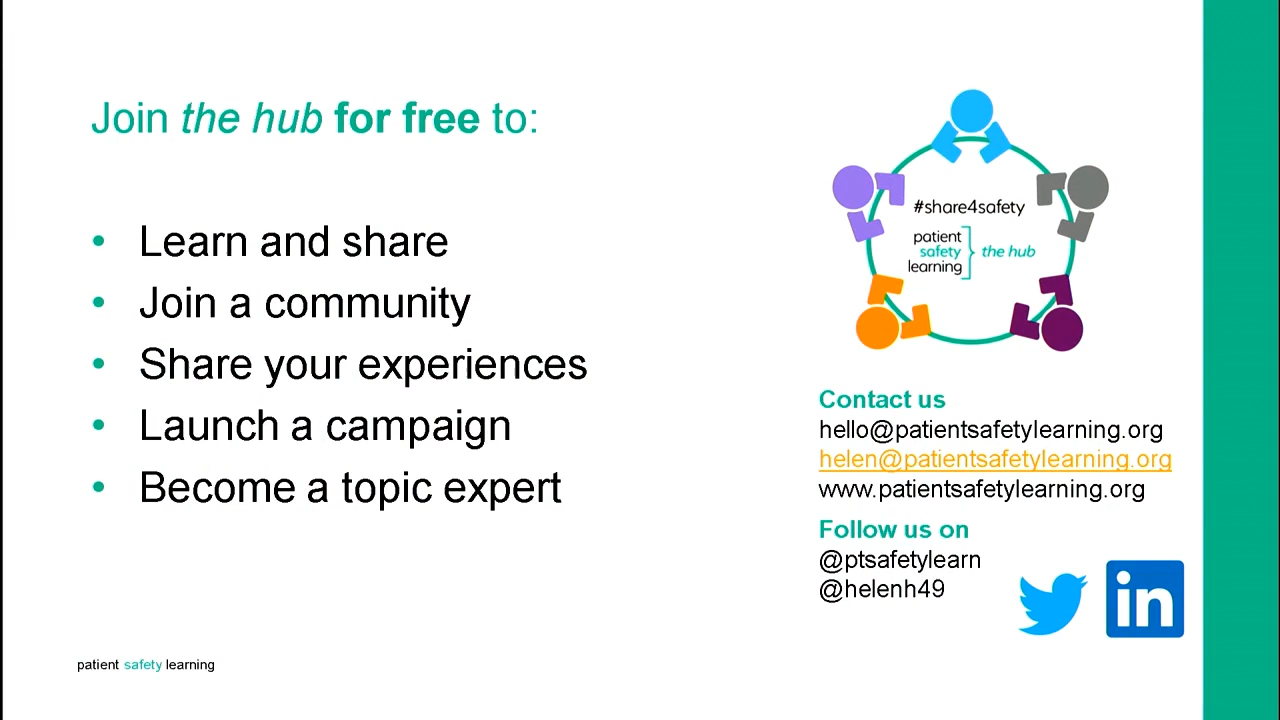 Join the hub for free to:
• Learn and share
• Join a community
• Share your experiences
• Launch a campaign
• Become a topic expert
#share4safety
patient
safety
learning
the hub
Contact us
hello@patientsafetylearning.org
helen@patientsafetylearning.org
www.patientsafetylearning.org
Follow us on
@ptsafetylearn
@helenh49
in
patient safety learning